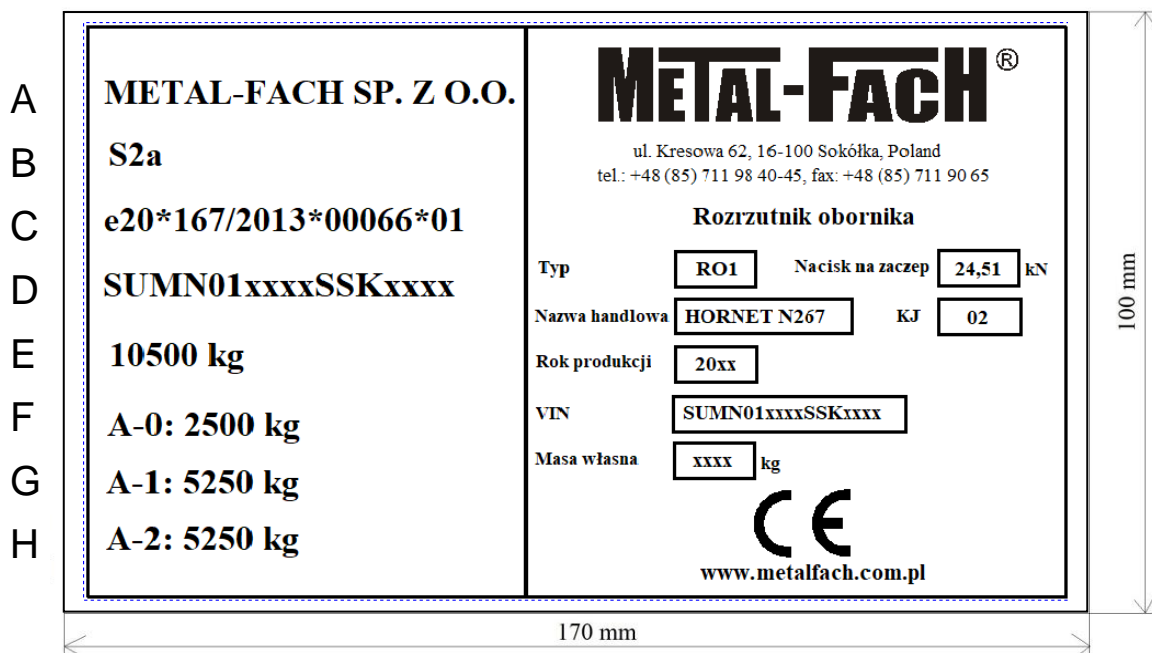 A
METAL-FACH SP. Z O.O.
B
S2a
C
e20*167/2013*00066*01
D
SUMN01xxxxSSKxxxx
E
10500 kg
F
A-0: 2500 kg
G
A-1: 5250 kg
H
A-2: 5250 kg
METAL-FACH®
ul. Kresowa 62, 16-100 Sokółka, Poland
tel.: +48 (85) 711 98 40-45, fax: +48 (85) 711 90 65
Rozrzutnik obornika
Typ RO1 Nacisk na zaczep 24,51 kN
Nazwa handlowa HORNET N267 KJ 02
Rok produkcji 20xx
VIN SUMN01xxxxSSKxxxx
Masa własna xxxx kg
CE
www.metalfach.com.pl
100 mm
170 mm